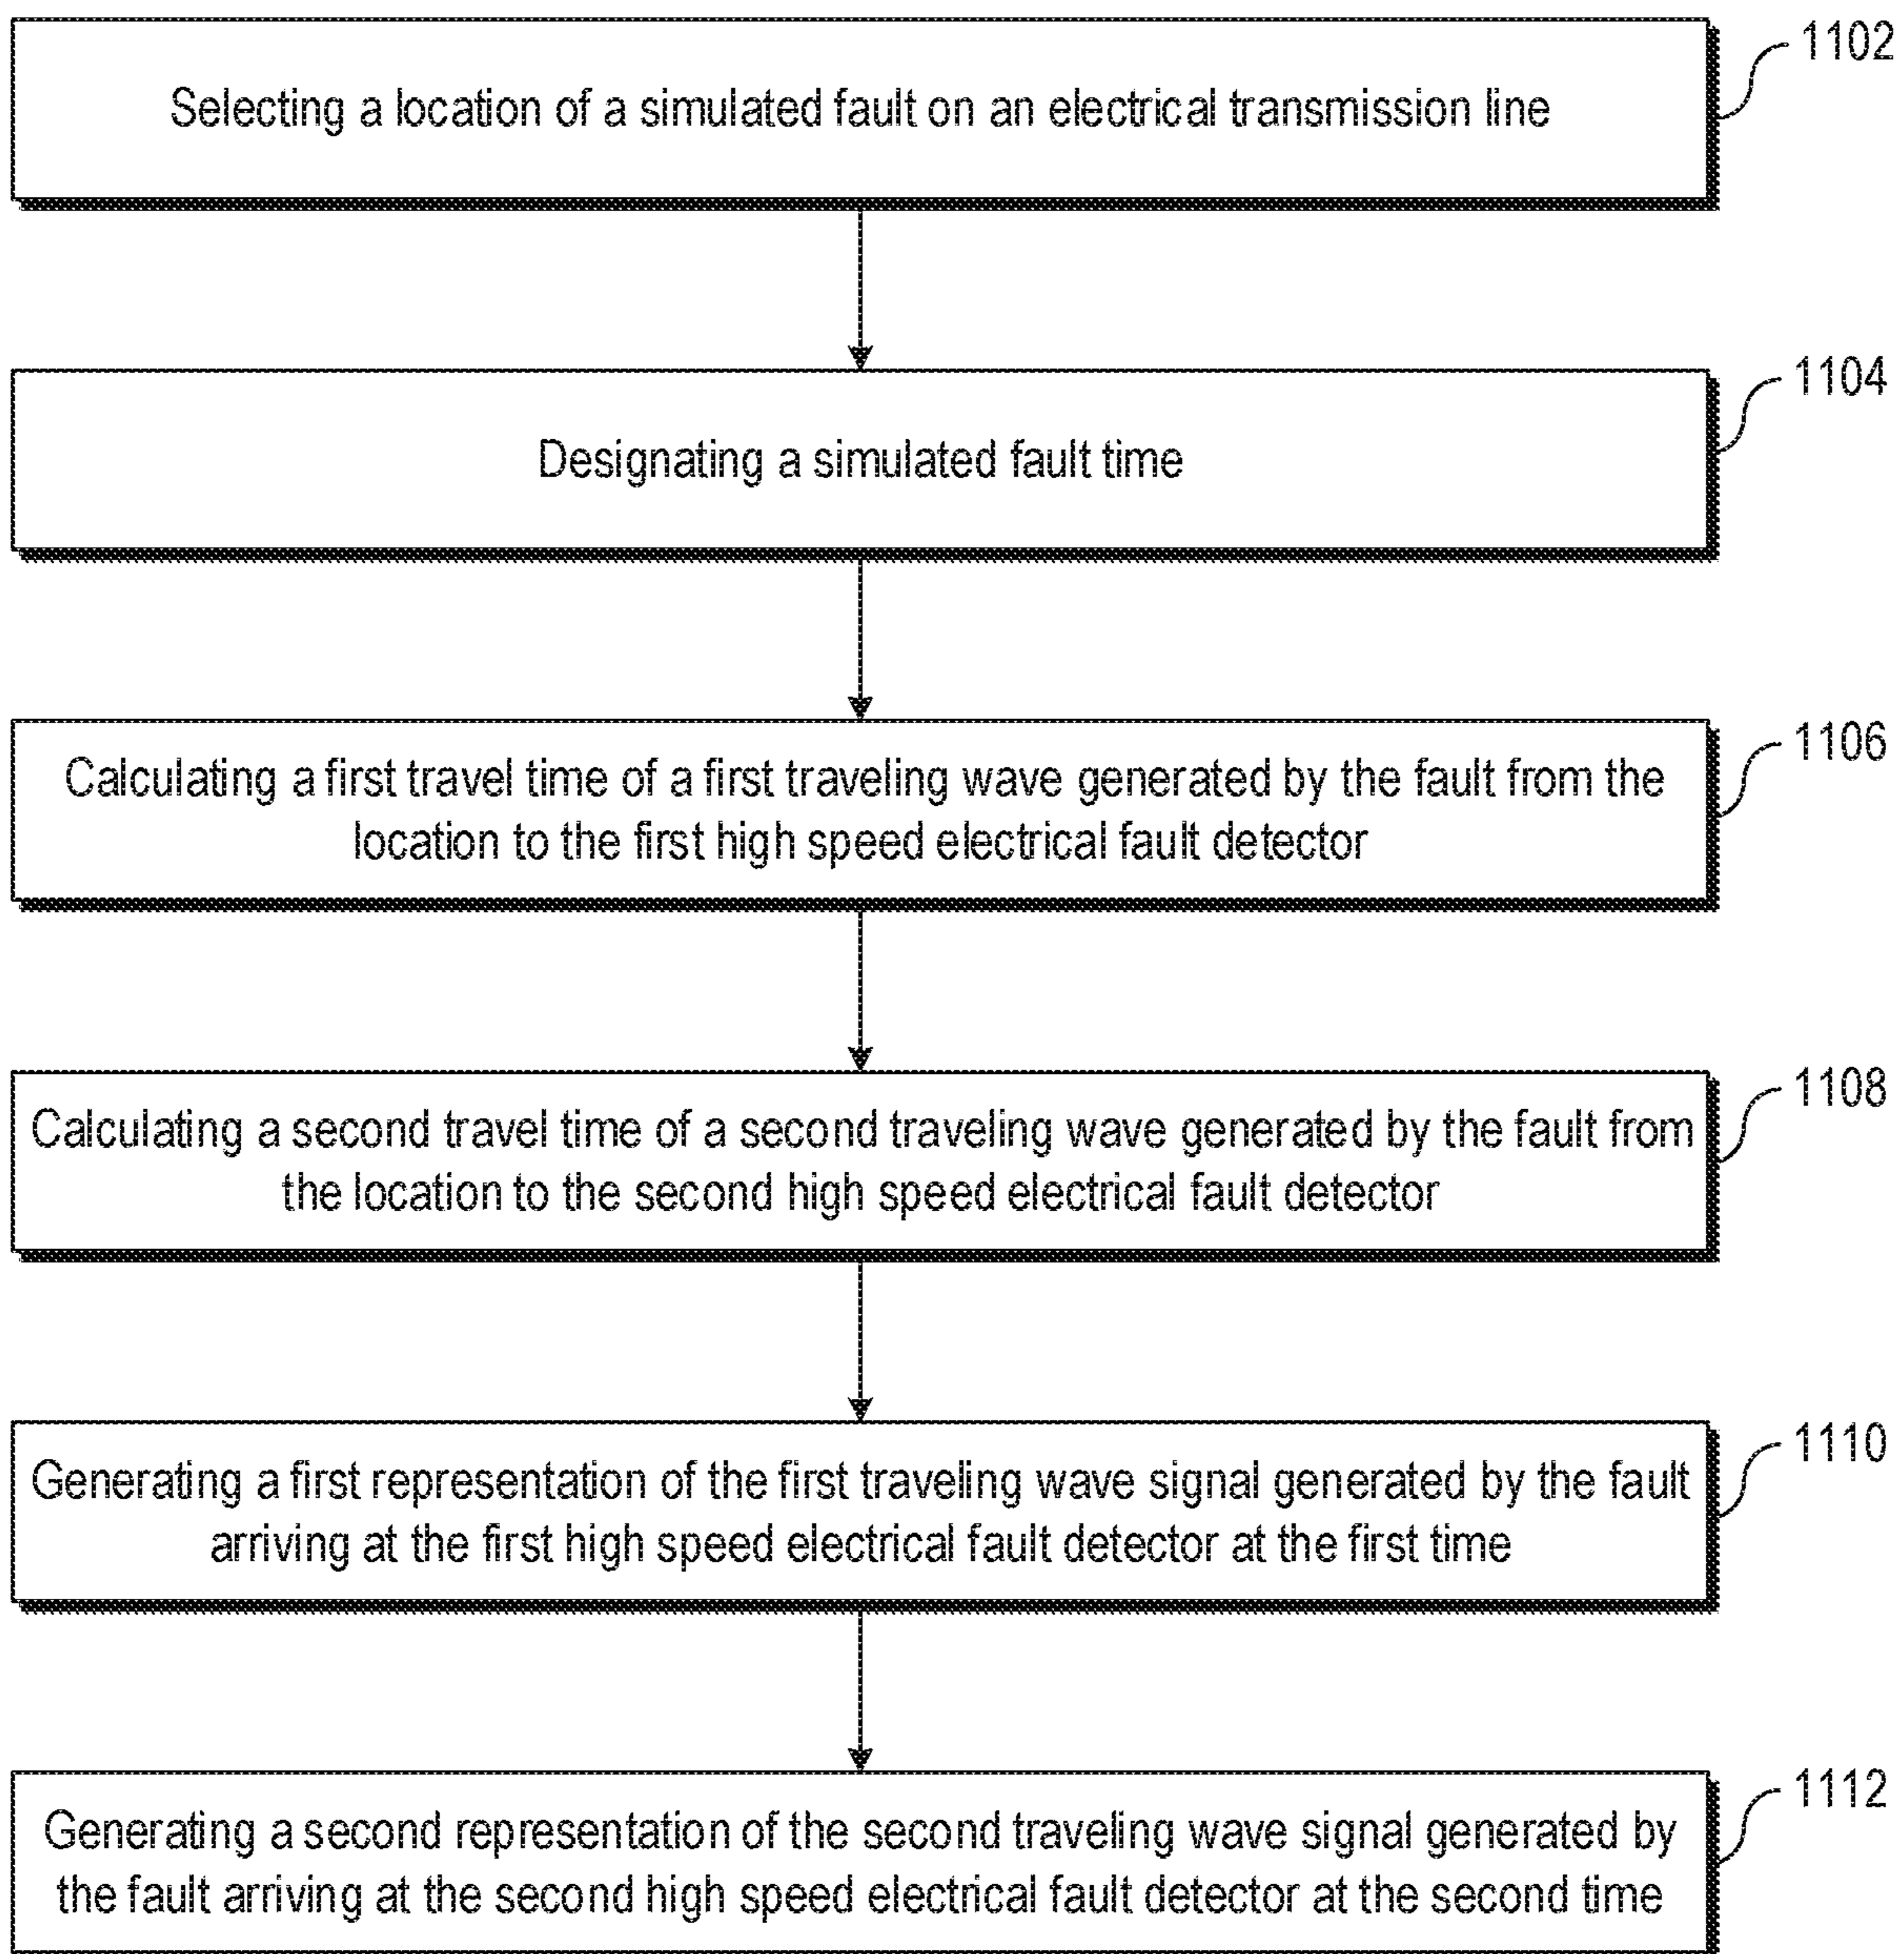 1102
Selecting a location of a simulated fault on an electrical transmission line
1104
Designating a simulated fault time
1106
Calculating a first travel time of a first traveling wave generated by the fault from the
location to the first high speed electrical fault detector
1108
Calculating a second travel time of a second traveling wave generated by the fault from
the location to the second high speed electrical fault detector
1110
Generating a first representation of the first traveling wave signal generated by the fault
arriving at the first high speed electrical fault detector at the first time
1112
Generating a second representation of the second traveling wave signal generated by
the fault arriving at the second high speed electrical fault detector at the second time